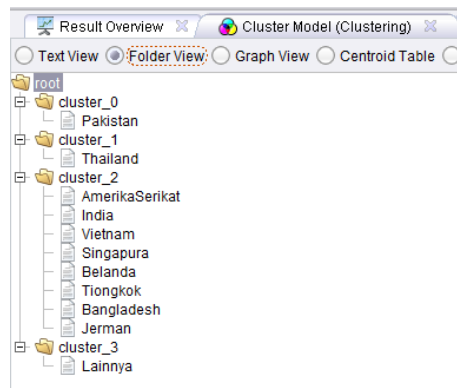 Result Overview Cluster Model (Clustering)
Text View Folder View Graph View Centroid Table
root
cluster_0
Pakistan
cluster_1
Thailand
cluster_2
AmerikaSerikat
India
Vietnam
Singapura
Belanda
Tiongkok
Bangladesh
Jerman
cluster_3
Lainnya